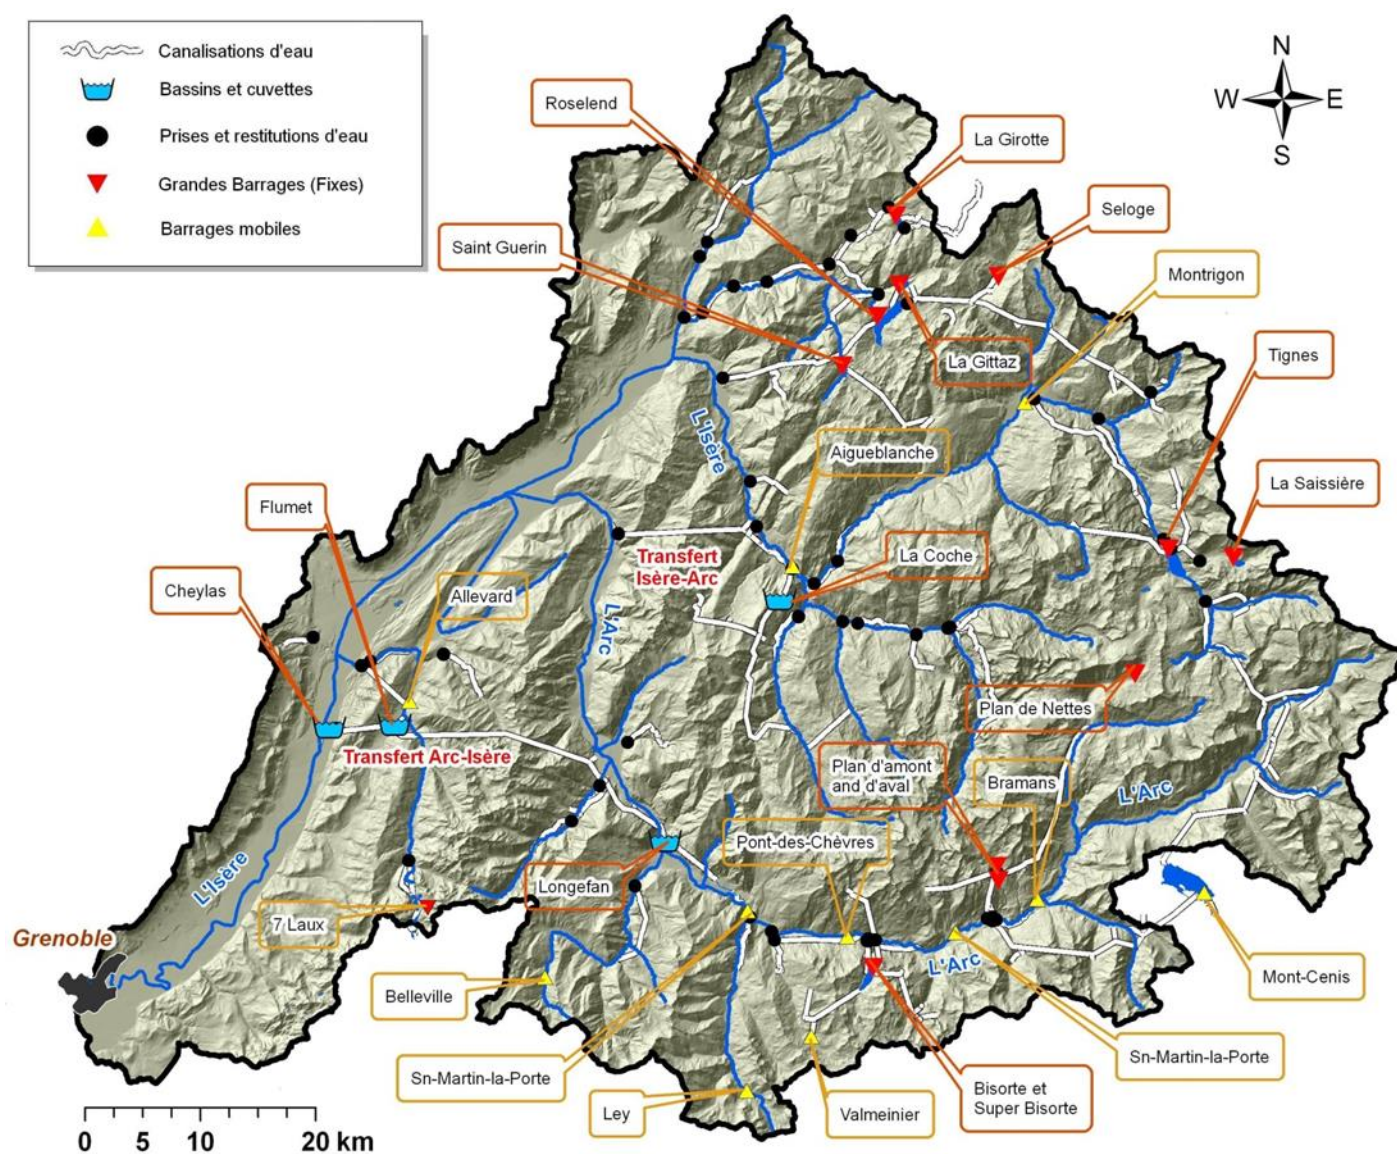 Canalisations d'eau
Bassins et cuvettes
Prises et restitutions d'eau
Grandes Barrages (Fixes)
Barrages mobiles
N
W
E
S
Roselend
La Girotte
Seloge
Saint Guerin
Montrigon
La Gittaz
Tignes
L'Isère
Aigueblanche
La Saissière
Flumet
Transfert
Isère-Arc
La Coche
Cheylas
Allevard
L'Arc
Plan de Nettes
Transfert Arc-Isère
Plan d'amont
and d'aval
Bramans
L'Arc
Pont-des-Chèvres
L'Isère
Longefan
7 Laux
Grenoble
L'Arc
Mont-Cenis
Belleville
Sn-Martin-la-Porte
Sn-Martin-la-Porte
Ley
Valmeinier
Bisorte et
Super Bisorte
0 5 10 20 km